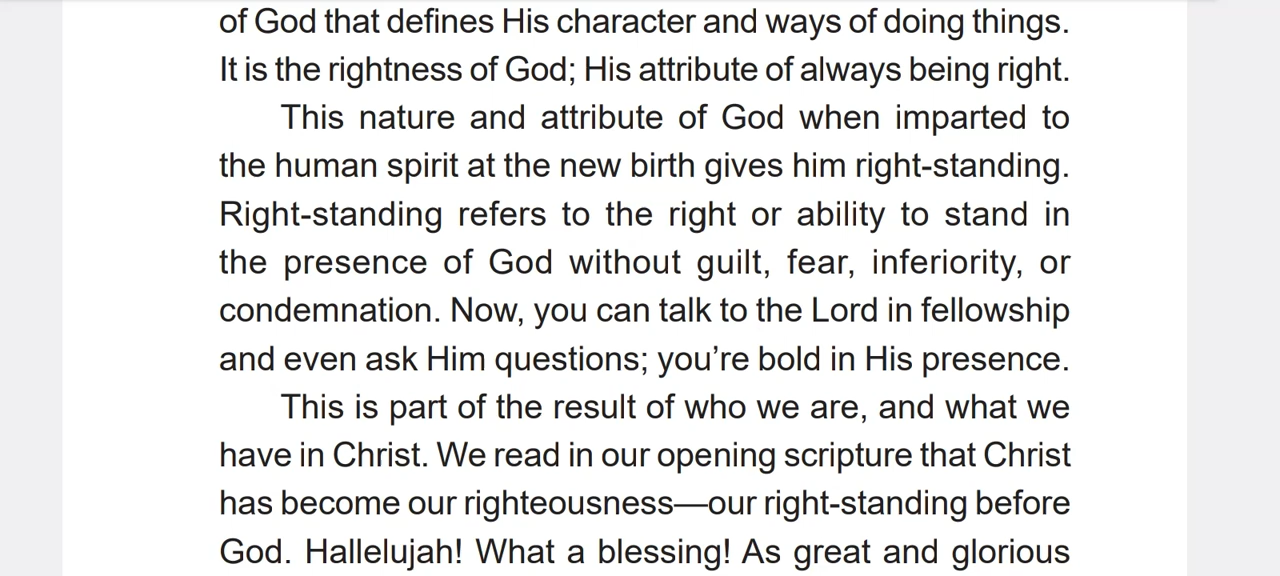 of God that defines His character and ways of doing things.
It is the rightness of God; His attribute of always being right.
This nature and attribute of God when imparted to
the human spirit at the new birth gives him right-standing.
Right-standing refers to the right or ability to stand in
the presence of God without guilt, fear, inferiority, or
condemnation. Now, you can talk to the Lord in fellowship
and even ask Him questions; you’re bold in His presence.
This is part of the result of who we are, and what we
have in Christ. We read in our opening scripture that Christ
has become our righteousness—our right-standing before
God. Hallelujah! What a blessing! As great and glorious